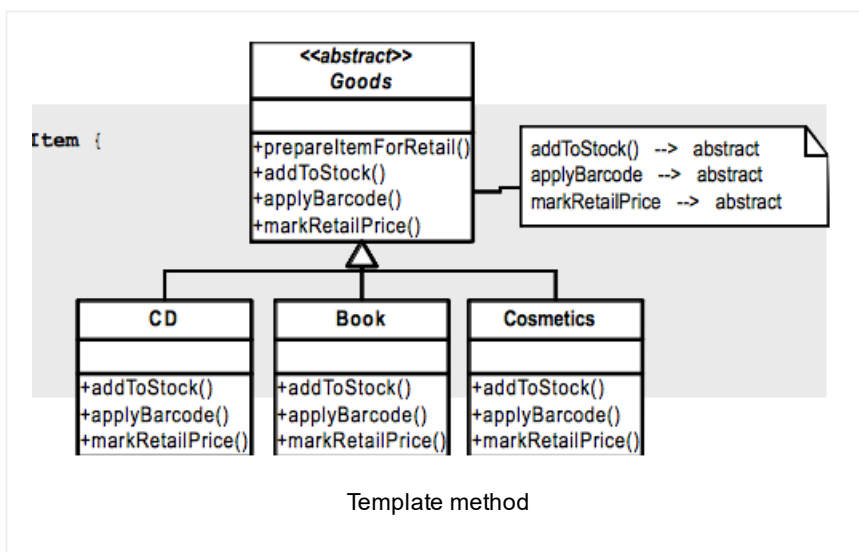 <<abstract>>
Goods
Item {
+prepareItemForRetail()
+addToStock()
+applyBarcode()
+markRetailPrice()
addToStock() --> abstract
applyBarcode --> abstract
markRetailPrice --> abstract
CD
+addToStock()
+applyBarcode()
+markRetailPrice()
Book
+addToStock()
+applyBarcode()
+markRetailPrice()
Cosmetics
+addToStock()
+applyBarcode()
+markRetailPrice()
Template method